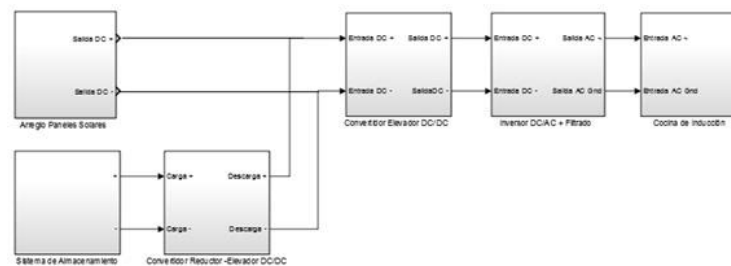 Salida DC +
Salida DC -
Arreglo Paneles Solares
Entrada DC + Salida DC +
Entrada DC - SalidaDC -
Convertidor Elevador DC/DC
Entrada DC + Salida AC ~
Entrada DC - Salida AC Gnd
Inversor DC/AC + Filtrado
Entrada AC ~
Entrada AC Gnd
Cocina de Inducción
+
-
Sistema de Almacenamiento
Carga + Descarga +
Carga - Descarga -
Convertidor Reductor -Elevador DC/DC